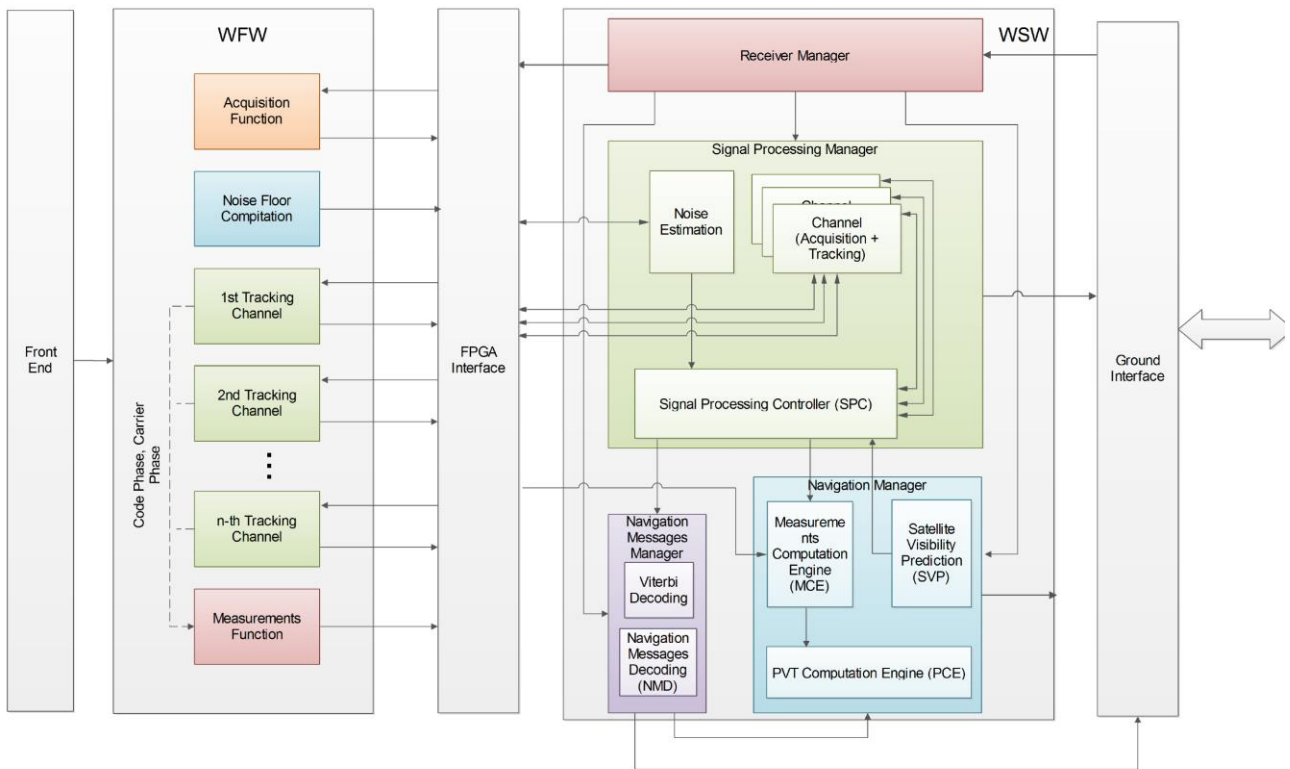 WFW
WSW
Front
End
Acquisition
Function
Noise Floor
Compitation
1st Tracking
Channel
2nd Tracking
Channel
n-th Tracking
Channel
Measurements
Function
Code Phase, Carrier
Phase
FPGA
Interface
Receiver Manager
Signal Processing Manager
Noise
Estimation
Channel
Channel
(Acquisition +
Tracking)
Signal Processing Controller (SPC)
Navigation
Messages
Manager
Viterbi
Decoding
Navigation
Messages
Decoding
(NMD)
Navigation Manager
Measureme
nts
Computation
Engine
(MCE)
Satellite
Visibility
Prediction
(SVP)
PVT Computation Engine (PCE)
Ground
Interface